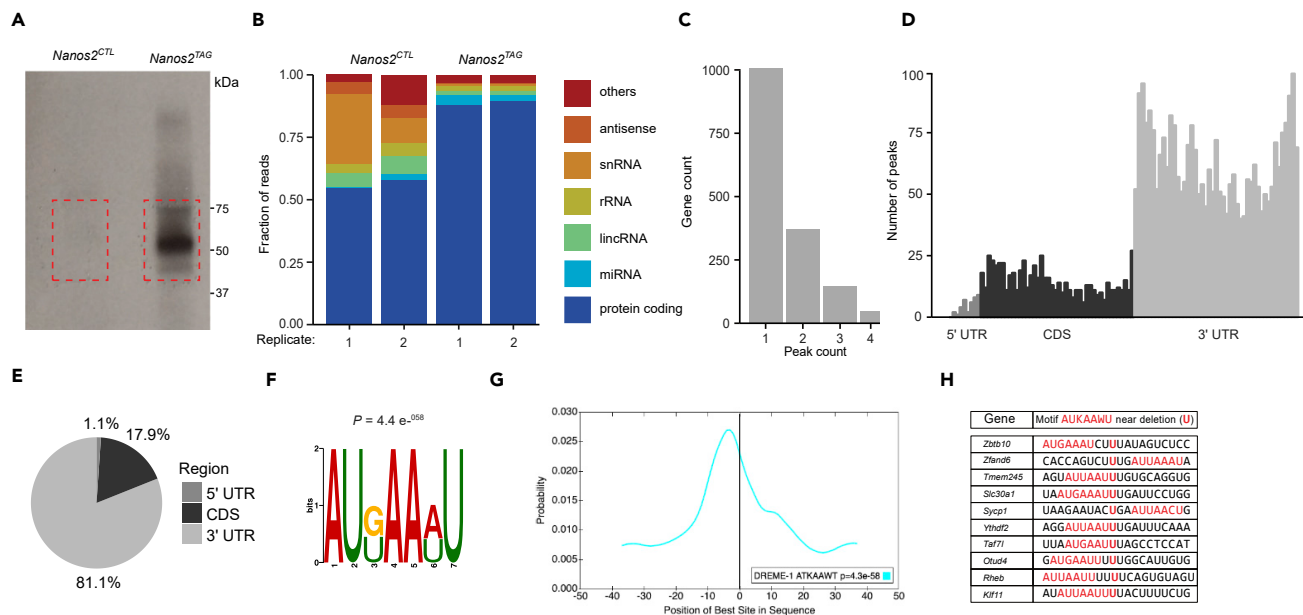 A
Nanos2CTL
Nanos2TAG
kDa
75
50
37
B
Nanos2CTL
Nanos2TAG
Fraction of reads
1.00
0.75
0.50
0.25
0.00
Replicate:
1
2
1
2
others
antisense
snRNA
rRNA
lincRNA
miRNA
protein coding
C
Gene count
1000
750
500
250
0
1
2
3
4
Peak count
D
Number of peaks
100
75
50
25
0
5' UTR
CDS
3' UTR
E
1.1%
17.9%
81.1%
Region
5' UTR
CDS
3' UTR
F
P = 4.4 e-058
bits
2
1
0
AUGAAAU
UU
1
2
3
4
5
6
7
G
Probability
0.030
0.025
0.020
0.015
0.010
0.005
0.000
-50
-40
-30
-20
-10
0
10
20
30
40
50
DREME-1 ATKAAWT p=4.3e-58
Position of Best Site in Sequence
H
Gene Motif AUKAAWU near deletion (U)
Zbtb10 AUGAAAUCUUUAUAGUCUCC
Zfand6 CACCAGUCUUUGAUUAAAUA
Tmem245 AGUAUUAAUUUGUGCAGGUG
Slc30a1 UAAUGAAAUUUGAUUCCUGG
Sycp1 UAAGAAUACUGAAUUAACUG
Ythdf2 AGGAUUAAUUUGAUUUCAAA
Taf7l UUAAUGAAUUUAGCCUCCAU
Otud4 GAUGAAUUUUUGGCAUUGUG
Rheb AUUAAUUUUUUCAGUGUAGU
Klf11 AUAUUAAUUUUACUUUUCUG